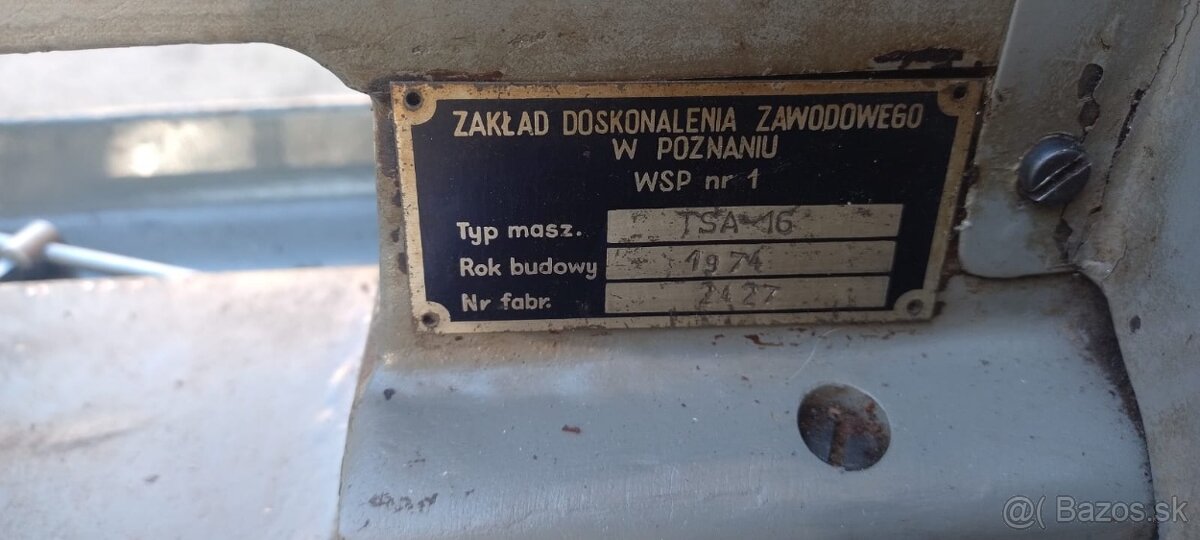 ZAKŁAD DOSKONALENIA ZAWODOWEGO
W POZNANIU
WSP nr 1
Typ masz. TSA-16
Rok budowy 1974
Nr fabr. 2427
@( Bazos.sk